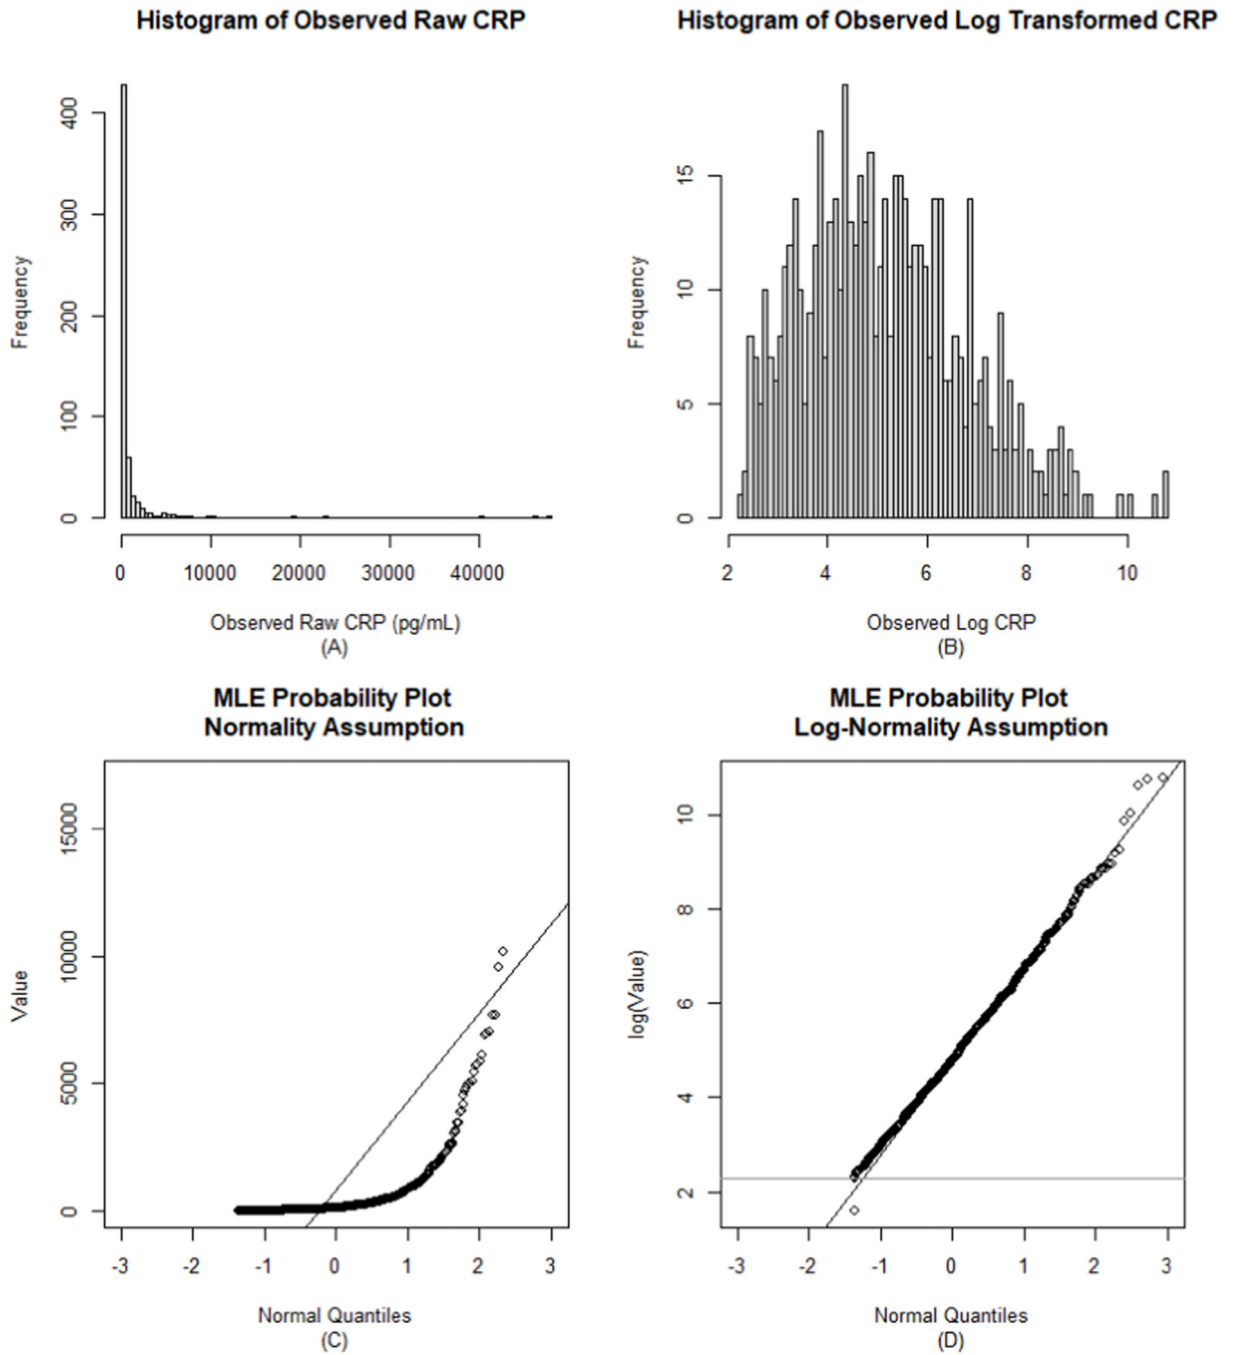 Histogram of Observed Raw CRP
Frequency
0
100
200
300
400
0 10000 20000 30000 40000
Observed Raw CRP (pg/mL)
(A)
Histogram of Observed Log Transformed CRP
Frequency
0
5
10
15
2 4 6 8 10
Observed Log CRP
(B)
MLE Probability Plot
Normality Assumption
Value
0
5000
10000
15000
-3 -2 -1 0 1 2 3
Normal Quantiles
(C)
MLE Probability Plot
Log-Normality Assumption
log(Value)
2
4
6
8
10
-3 -2 -1 0 1 2 3
Normal Quantiles
(D)